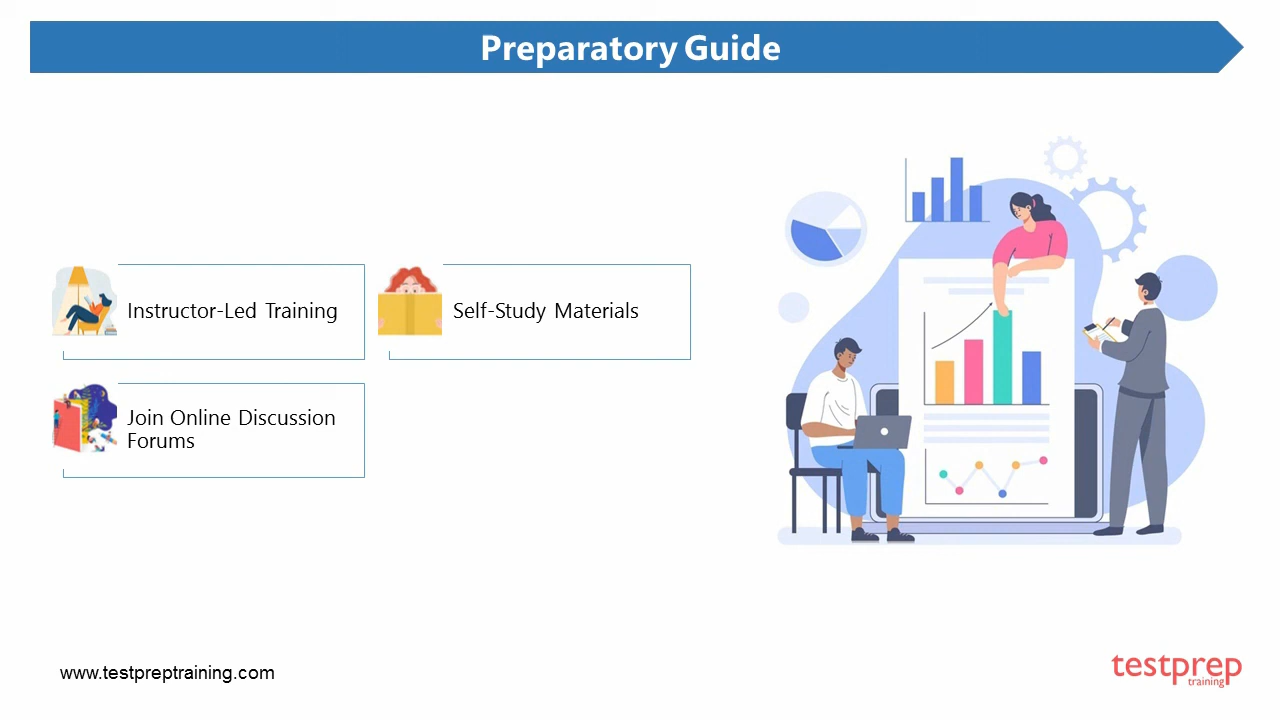 Preparatory Guide
Instructor-Led Training
Self-Study Materials
Join Online Discussion
Forums
www.testpreptraining.com
testprep
training